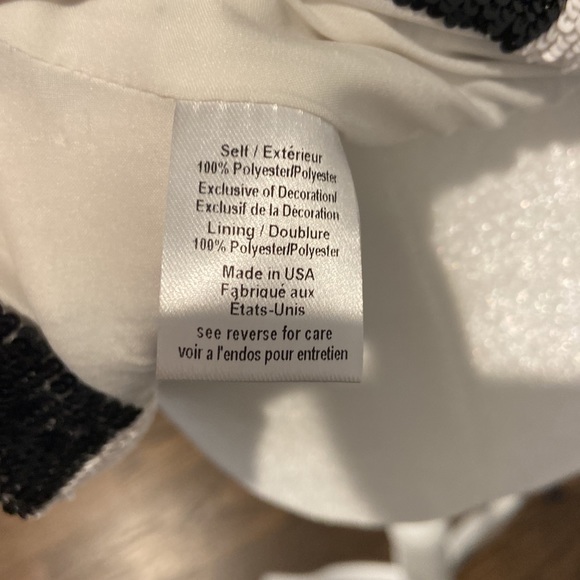 Self / Extérieur
100% Polyester/Polyester
Exclusive of Decoration/
Exclusif de la Décoration
Lining / Doublure
100% Polyester/Polyester
Made in USA
Fabriqué aux
États-Unis
see reverse for care
voir a l'endos pour entretien